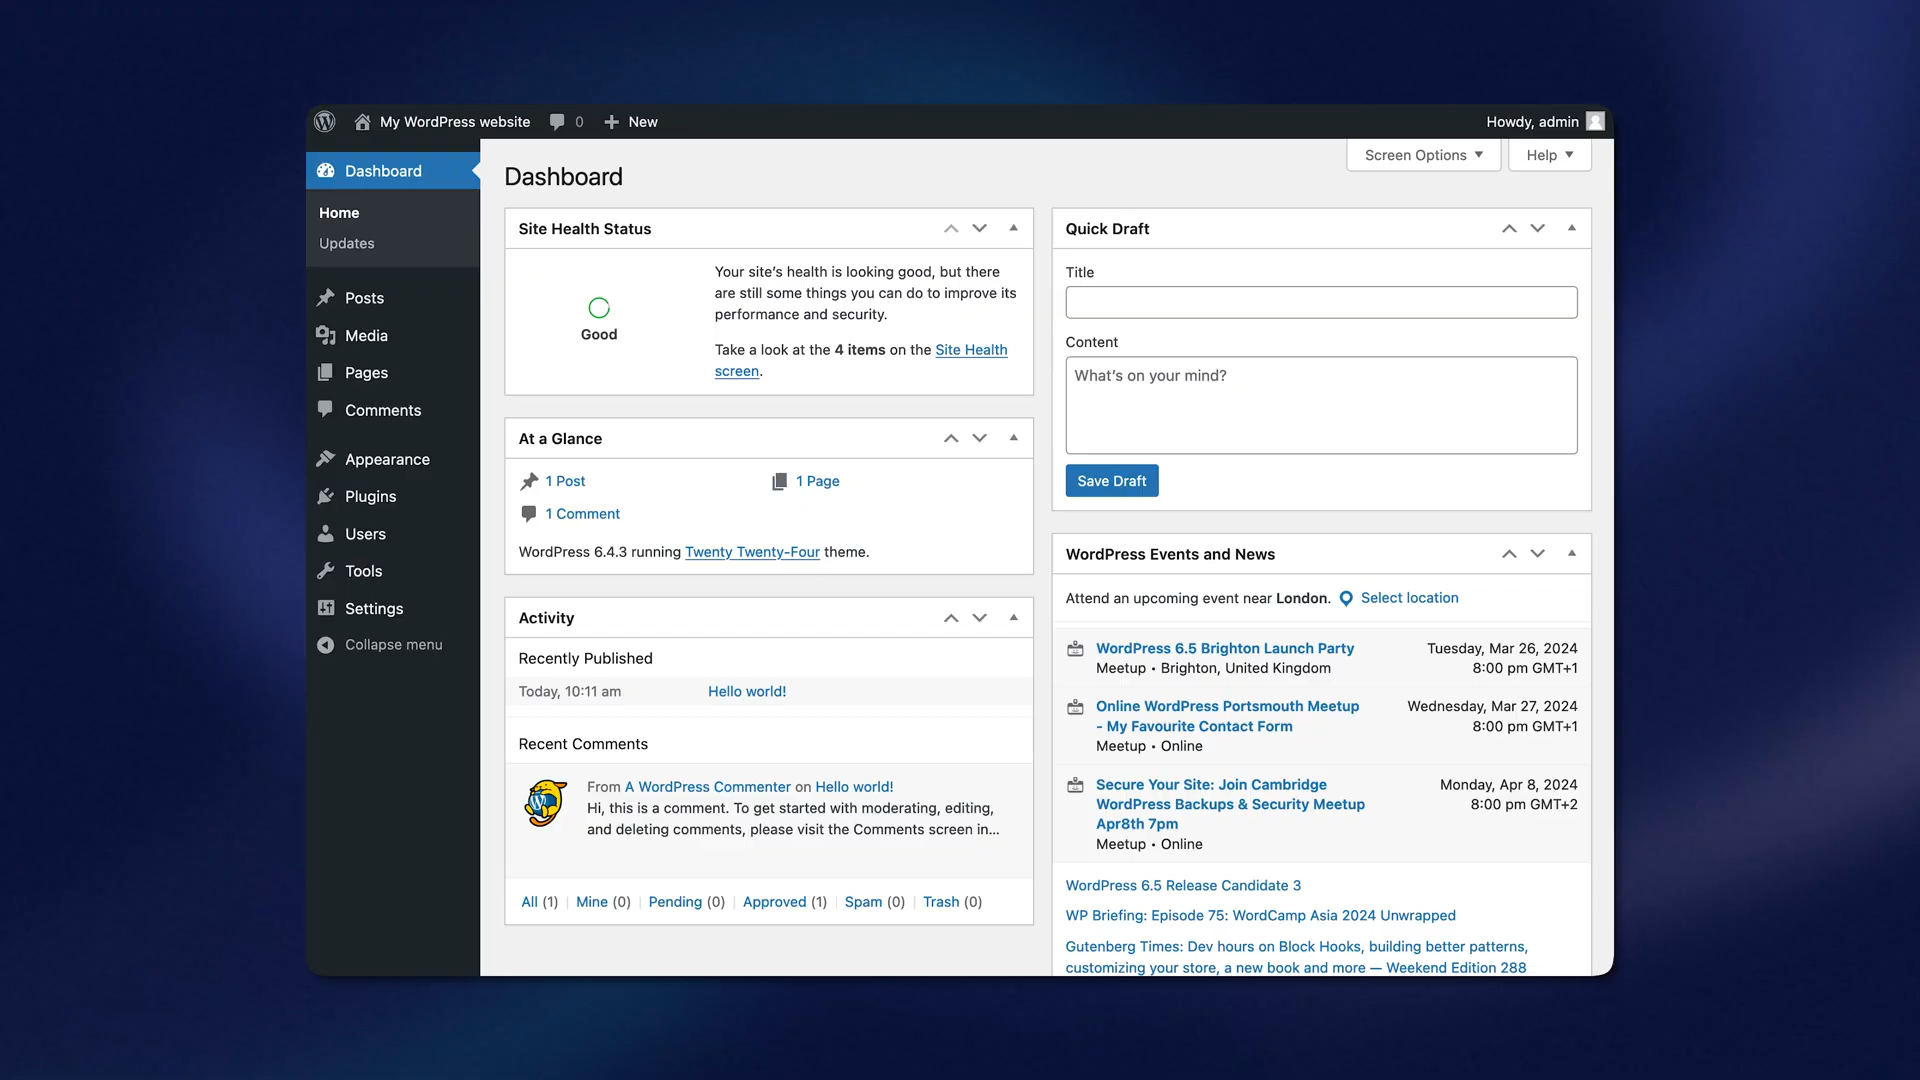 My WordPress website
0
New
Howdy, admin
Dashboard
Home
Updates
Posts
Media
Pages
Comments
Appearance
Plugins
Users
Tools
Settings
Collapse menu
Screen Options
Help
Dashboard
Site Health Status
Good
Your site’s health is looking good, but there
are still some things you can do to improve its
performance and security.
Take a look at the 4 items on the Site Health
screen.
At a Glance
1 Post
1 Page
1 Comment
WordPress 6.4.3 running Twenty Twenty-Four theme.
Activity
Recently Published
Today, 10:11 am
Hello world!
Recent Comments
From A WordPress Commenter on Hello world!
Hi, this is a comment. To get started with moderating, editing,
and deleting comments, please visit the Comments screen in…
All (1) | Mine (0) | Pending (0) | Approved (1) | Spam (0) | Trash (0)
Quick Draft
Title
Content
What’s on your mind?
Save Draft
WordPress Events and News
Attend an upcoming event near London.
Select location
WordPress 6.5 Brighton Launch Party
Meetup • Brighton, United Kingdom
Tuesday, Mar 26, 2024
8:00 pm GMT+1
Online WordPress Portsmouth Meetup
- My Favourite Contact Form
Meetup • Online
Wednesday, Mar 27, 2024
8:00 pm GMT+1
Secure Your Site: Join Cambridge
WordPress Backups & Security Meetup
Apr8th 7pm
Meetup • Online
Monday, Apr 8, 2024
8:00 pm GMT+2
WordPress 6.5 Release Candidate 3
WP Briefing: Episode 75: WordCamp Asia 2024 Unwrapped
Gutenberg Times: Dev hours on Block Hooks, building better patterns,
customizing your store, a new book and more — Weekend Edition 288